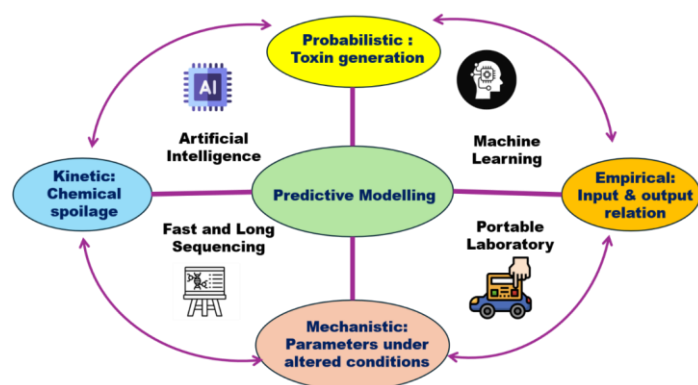 Probabilistic :
Toxin generation
AI
Artificial
Intelligence
Machine
Learning
Kinetic:
Chemical
spoilage
Predictive Modelling
Empirical:
Input & output
relation
Fast and Long
Sequencing
Portable
Laboratory
Mechanistic:
Parameters under
altered conditions